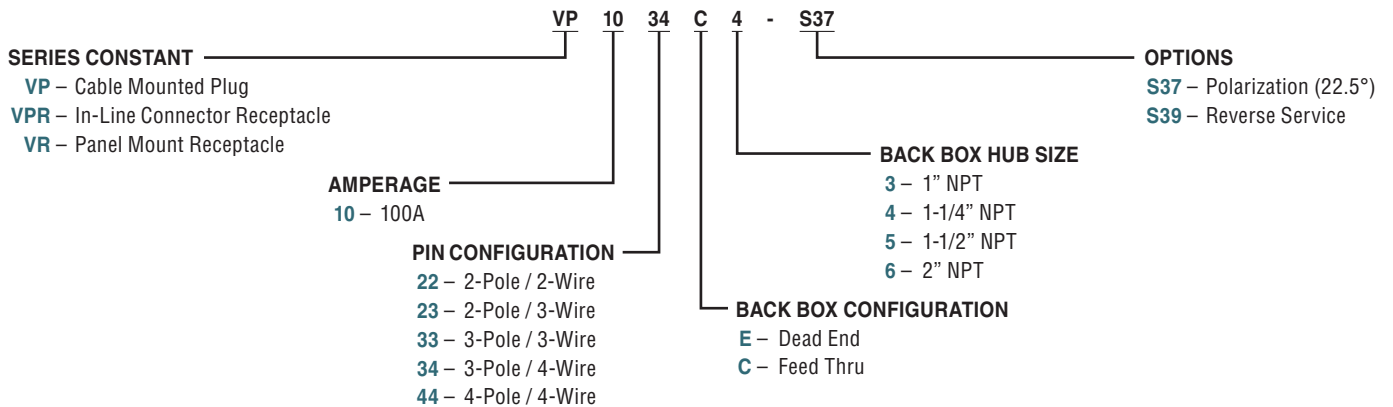 VP 10 34 C 4 - S37
SERIES CONSTANT
VP – Cable Mounted Plug
VPR – In-Line Connector Receptacle
VR – Panel Mount Receptacle
AMPERAGE
10 – 100A
PIN CONFIGURATION
22 – 2-Pole / 2-Wire
23 – 2-Pole / 3-Wire
33 – 3-Pole / 3-Wire
34 – 3-Pole / 4-Wire
44 – 4-Pole / 4-Wire
BACK BOX CONFIGURATION
E – Dead End
C – Feed Thru
BACK BOX HUB SIZE
3 – 1” NPT
4 – 1-1/4” NPT
5 – 1-1/2” NPT
6 – 2” NPT
OPTIONS
S37 – Polarization (22.5°)
S39 – Reverse Service